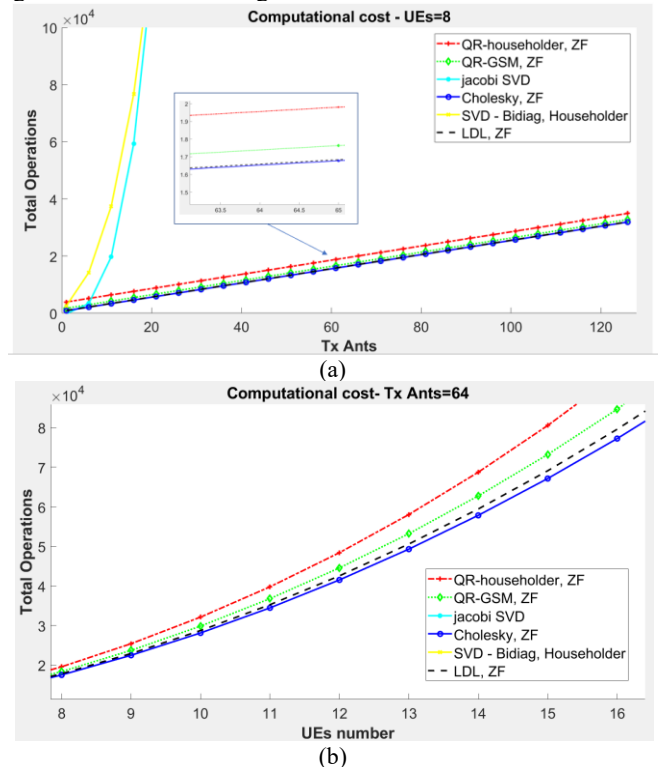 Computational cost - UEs=8
×10⁴
10
8
6
4
2
0
Total Operations
0
20
40
60
80
100
120
Tx Ants
QR-householder, ZF
QR-GSM, ZF
jacobi SVD
Cholesky, ZF
SVD - Bidiag, Householder
LDL, ZF
2
1.9
1.8
1.7
1.6
1.5
63.5
64
64.5
65
(a)
Computational cost- Tx Ants=64
×10⁴
8
7
6
5
4
3
2
Total Operations
8
9
10
11
12
13
14
15
16
UEs number
QR-householder, ZF
QR-GSM, ZF
jacobi SVD
Cholesky, ZF
SVD - Bidiag, Householder
LDL, ZF
(b)